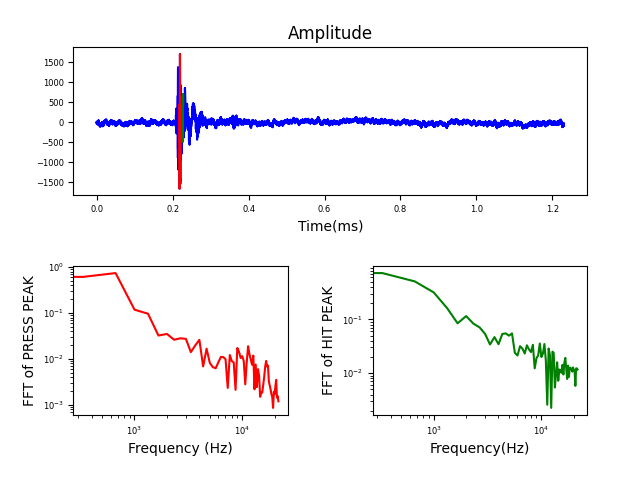 Amplitude
1500
1000
500
0
−500
−1000
−1500
0.0 0.2 0.4 0.6 0.8 1.0 1.2
Time(ms)
FFT of PRESS PEAK
10⁰
10⁻¹
10⁻²
10⁻³
10³ 10⁴
Frequency (Hz)
FFT of HIT PEAK
10⁻¹
10⁻²
10³ 10⁴
Frequency(Hz)